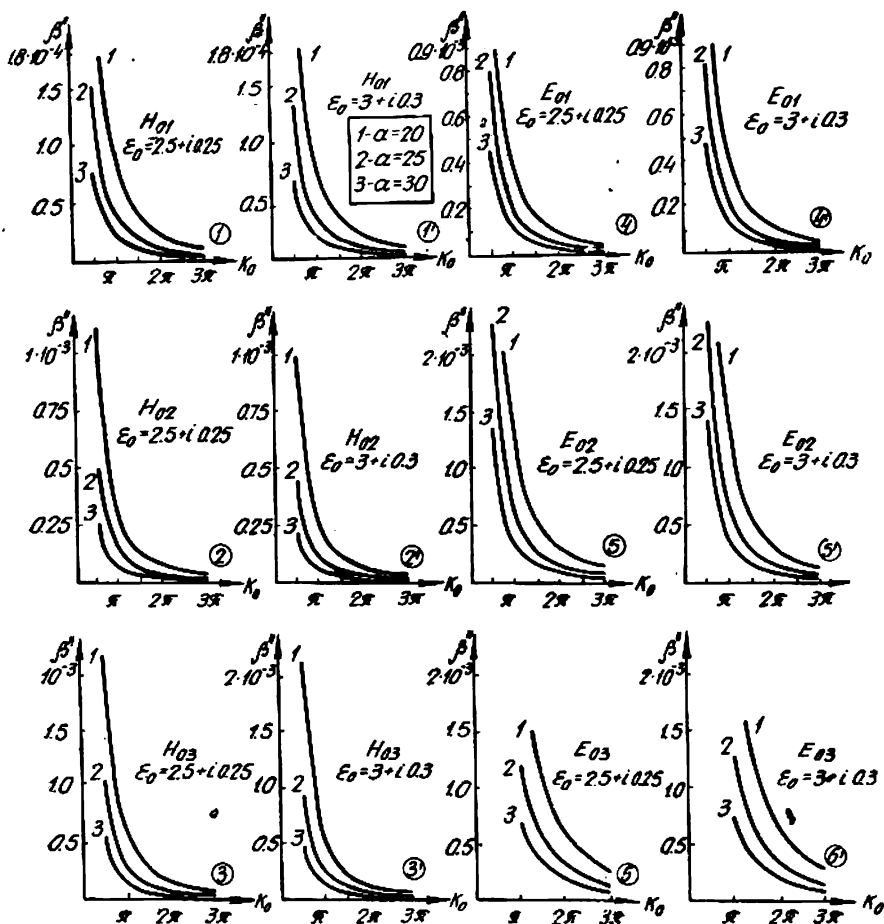 β″
1.8·10⁻⁴
1.5
1.0
0.5
1
2
3
H₀₁
ε₀=2.5+i0.25
①
π 2π 3π K₀
β″
1.8·10⁻⁴
1.5
1.0
0.5
1
2
3
H₀₁
ε₀=3+i0.3
1-a=20
2-a=25
3-a=30
①'
π 2π 3π K₀
β″
0.9·10⁻³
0.8
0.6
0.4
0.2
2 1
3
E₀₁
ε₀=2.5+i0.25
④
π 2π 3π K₀
β″
0.9·10⁻³
0.8
0.6
0.4
0.2
2 1
3
E₀₁
ε₀=3+i0.3
④'
π 2π 3π K₀
β″
1·10⁻³
0.75
0.5
0.25
1
2
3
H₀₂
ε₀=2.5+i0.25
②
π 2π 3π K₀
β″
1·10⁻³
0.75
0.5
0.25
1
2
3
H₀₂
ε₀=3+i0.3
②'
π 2π 3π K₀
β″
2·10⁻³
1.5
1.0
0.5
2
1
3
E₀₂
ε₀=2.5+i0.25
⑤
π 2π 3π K₀
β″
2·10⁻³
1.5
1.0
0.5
2 1
3
E₀₂
ε₀=3+i0.3
⑤'
π 2π 3π K₀
β″
·10⁻³
1.5
1.0
0.5
1
2
3
H₀₃
ε₀=2.5+i0.25
③
π 2π 3π K₀
β″
2·10⁻³
1.5
1.0
0.5
1
2
3
H₀₃
ε₀=3+i0.3
③'
π 2π 3π K₀
β″
2·10⁻³
1.5
1.0
0.5
1
2
3
E₀₃
ε₀=2.5+i0.25
⑤
π 2π 3π K₀
β″
2·10⁻³
1.5
1.0
0.5
1
2
3
E₀₃
ε₀=3+i0.3
⑥'
π 2π 3π K₀